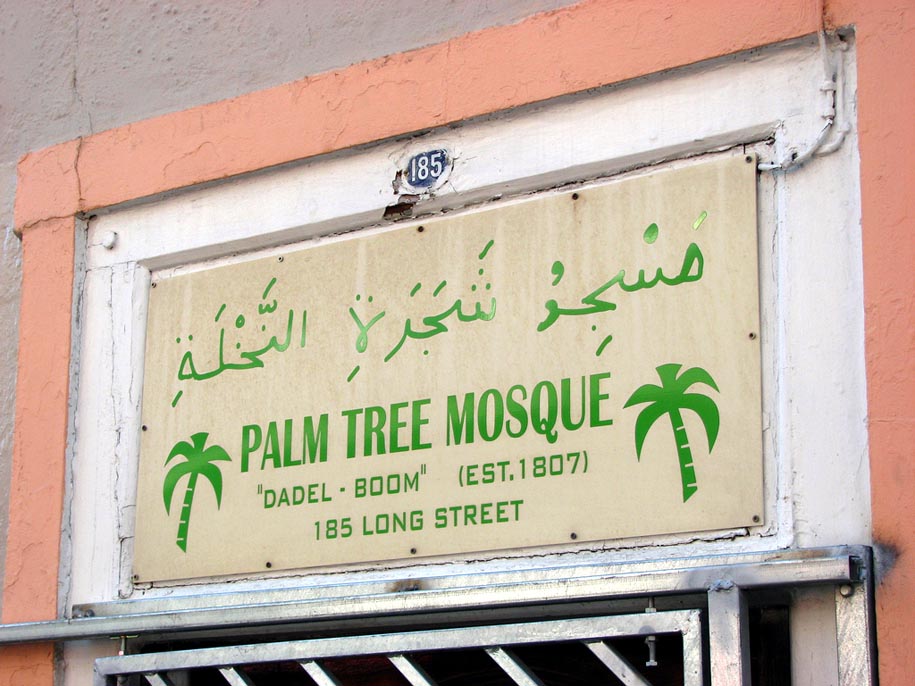 185
مَسْجِدُ شَجَرَةِ النَّخْلَةِ
PALM TREE MOSQUE
"DADEL - BOOM" (EST.1807)
185 LONG STREET